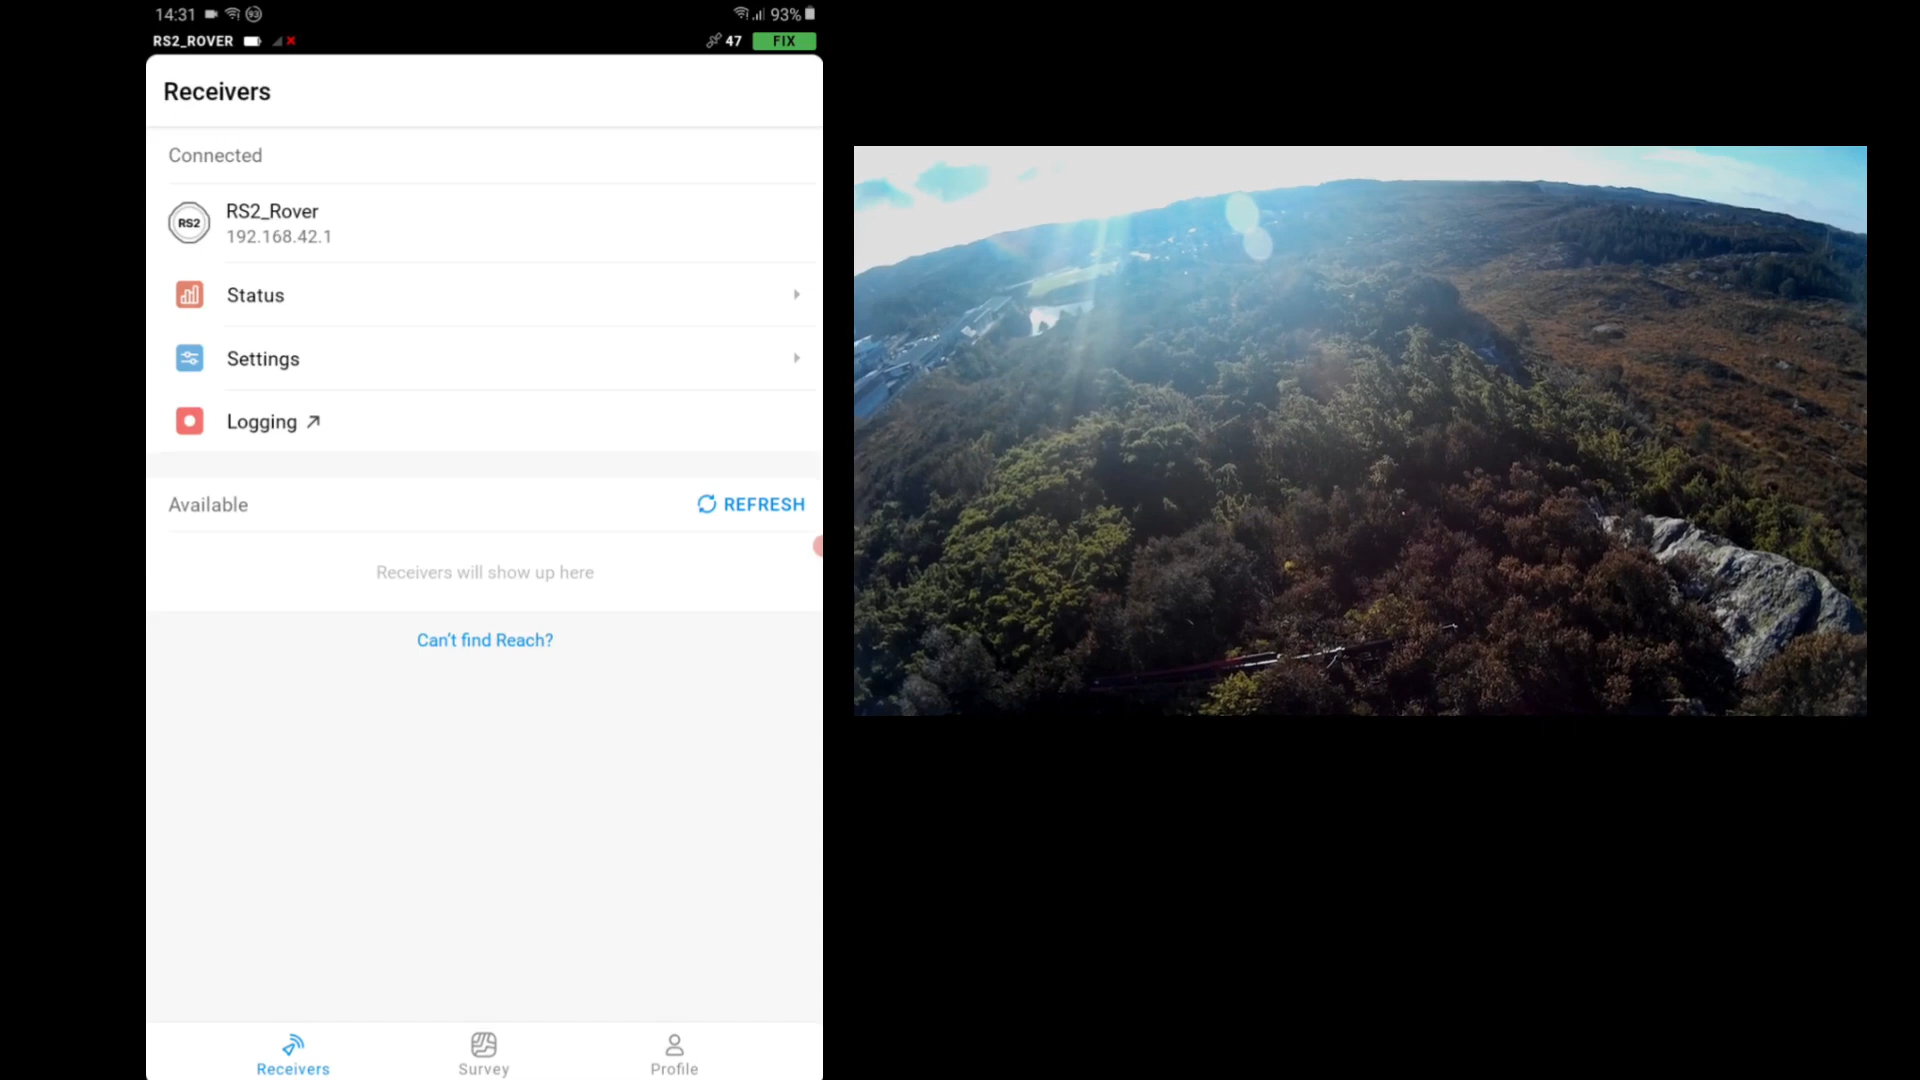 14:31 93 93%
RS2_ROVER 47 FIX
Receivers
Connected
RS2 RS2_Rover
192.168.42.1
Status
Settings
Logging
Available REFRESH
Receivers will show up here
Can't find Reach?
Receivers Survey Profile